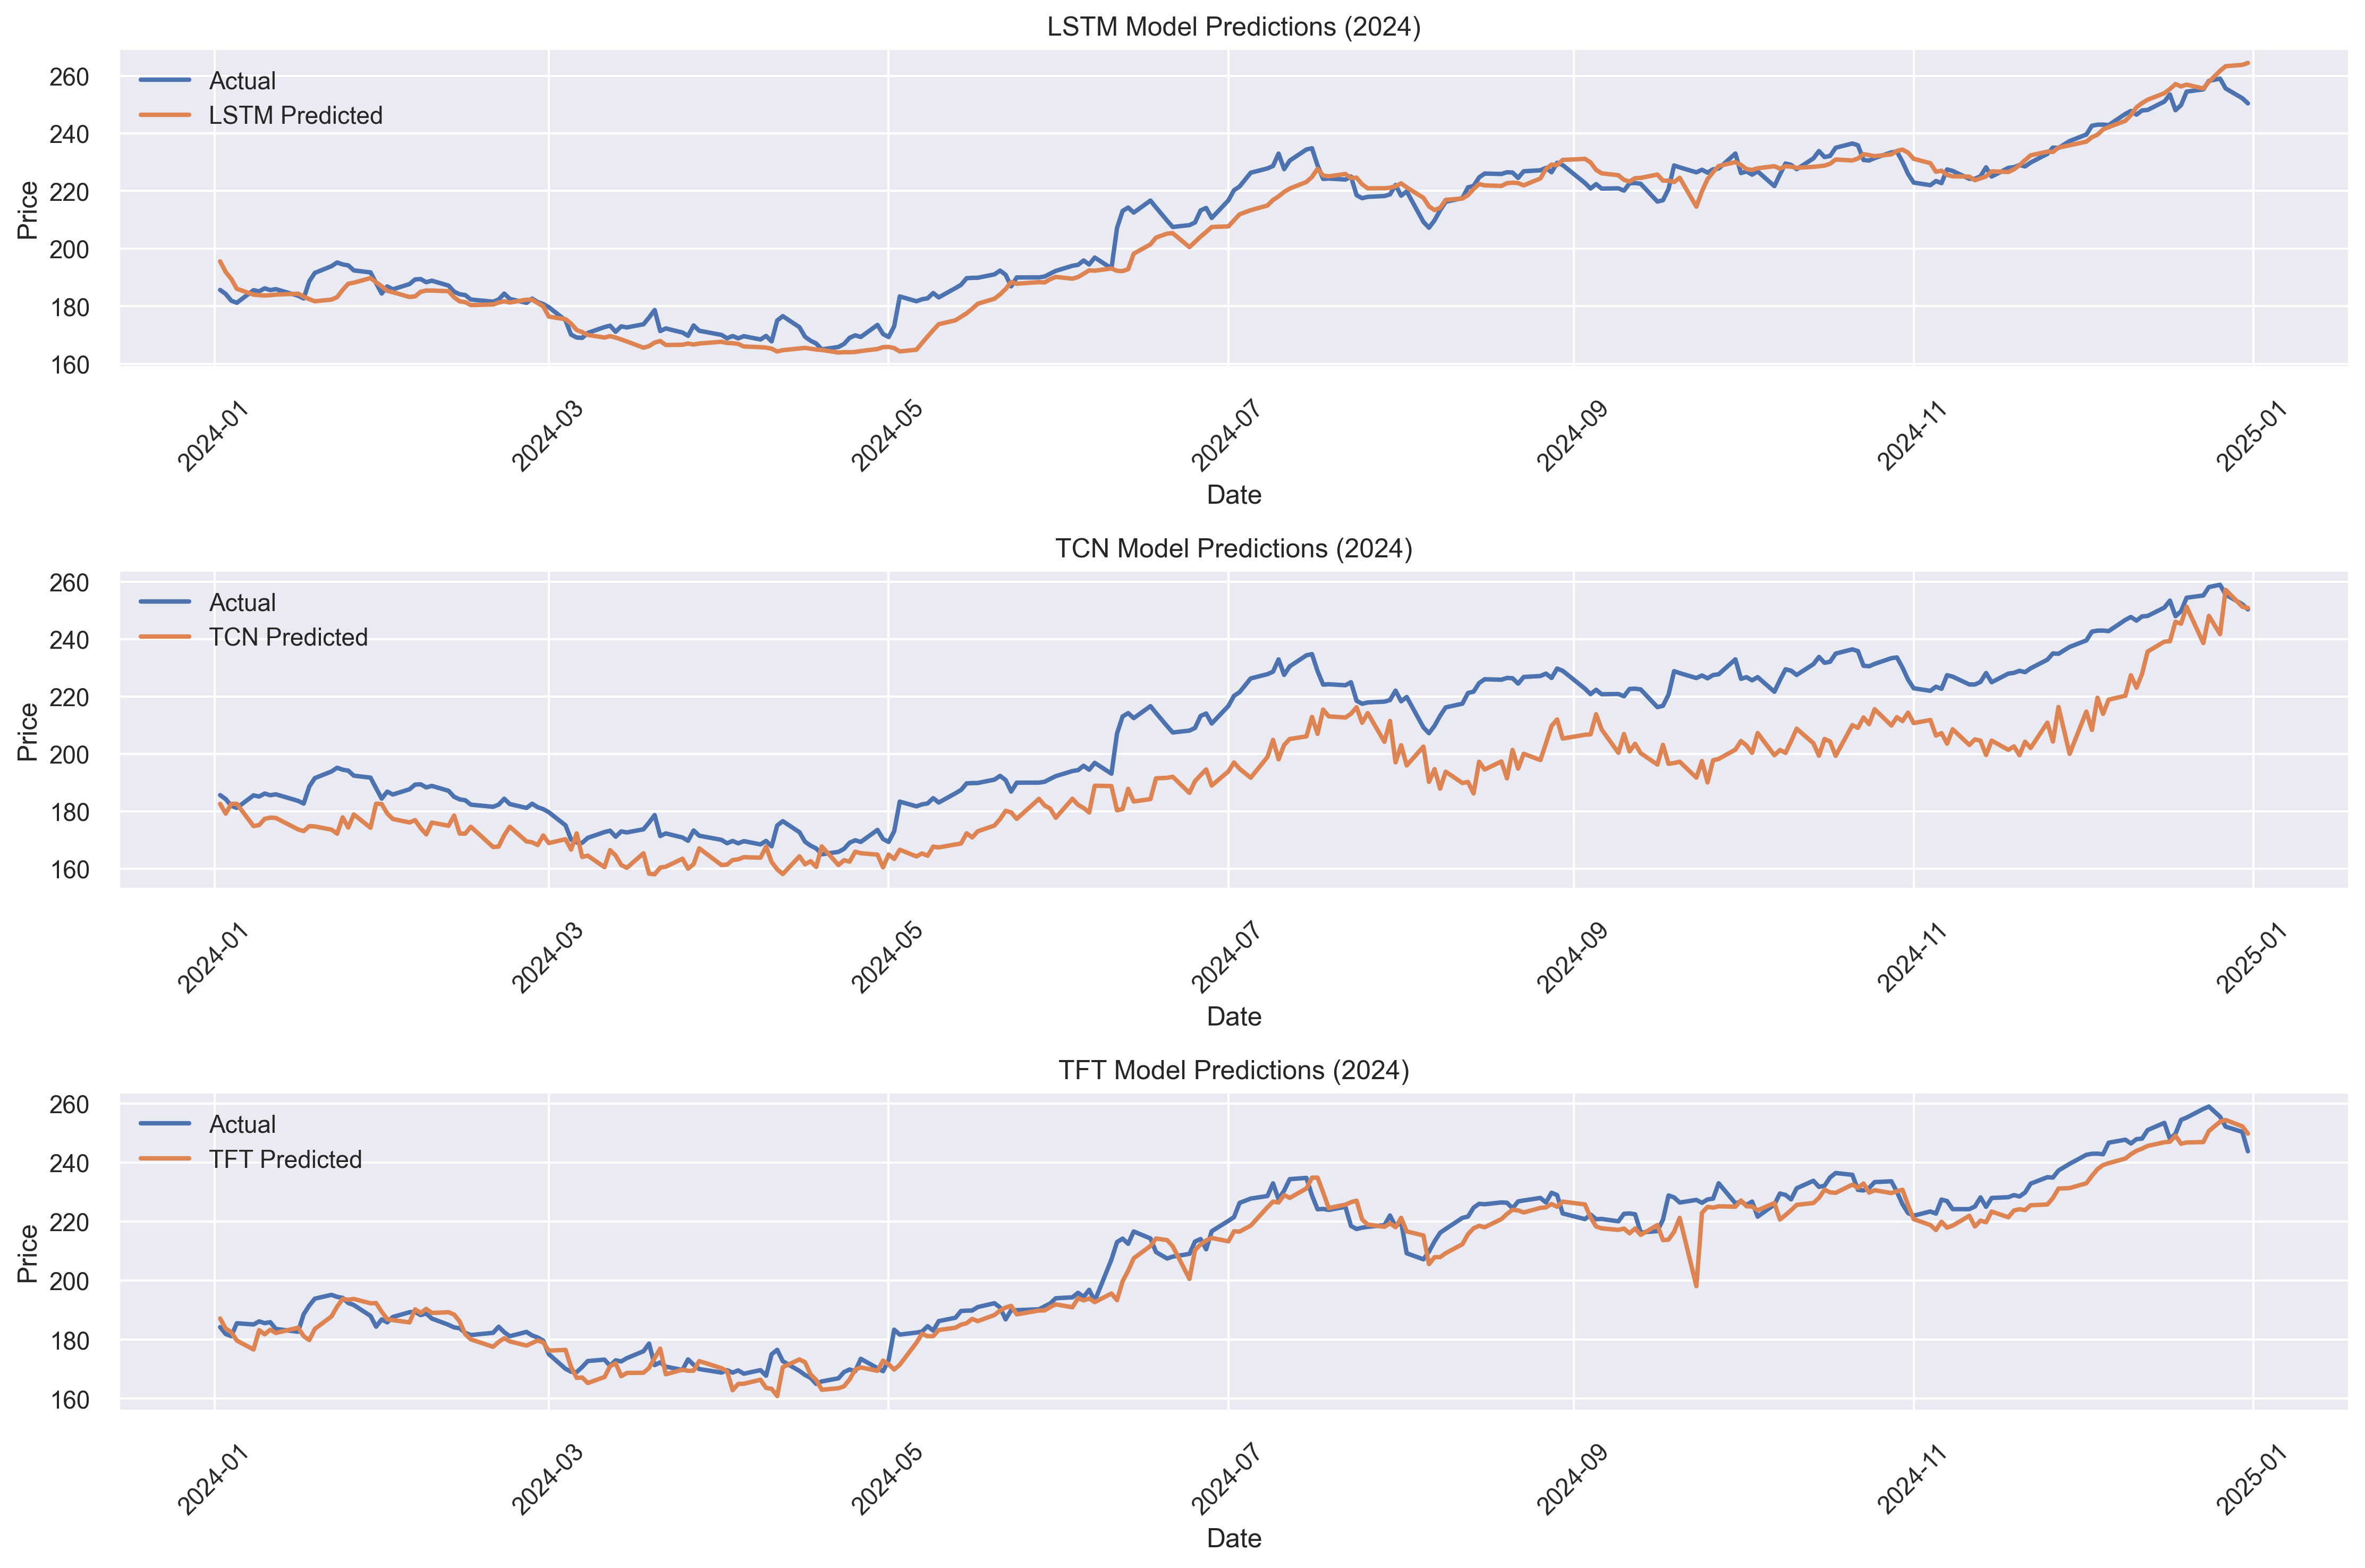 LSTM Model Predictions (2024)
Actual
LSTM Predicted
Price
260
240
220
200
180
160
2024-01
2024-03
2024-05
2024-07
2024-09
2024-11
2025-01
Date
TCN Model Predictions (2024)
Actual
TCN Predicted
Price
260
240
220
200
180
160
2024-01
2024-03
2024-05
2024-07
2024-09
2024-11
2025-01
Date
TFT Model Predictions (2024)
Actual
TFT Predicted
Price
260
240
220
200
180
160
2024-01
2024-03
2024-05
2024-07
2024-09
2024-11
2025-01
Date